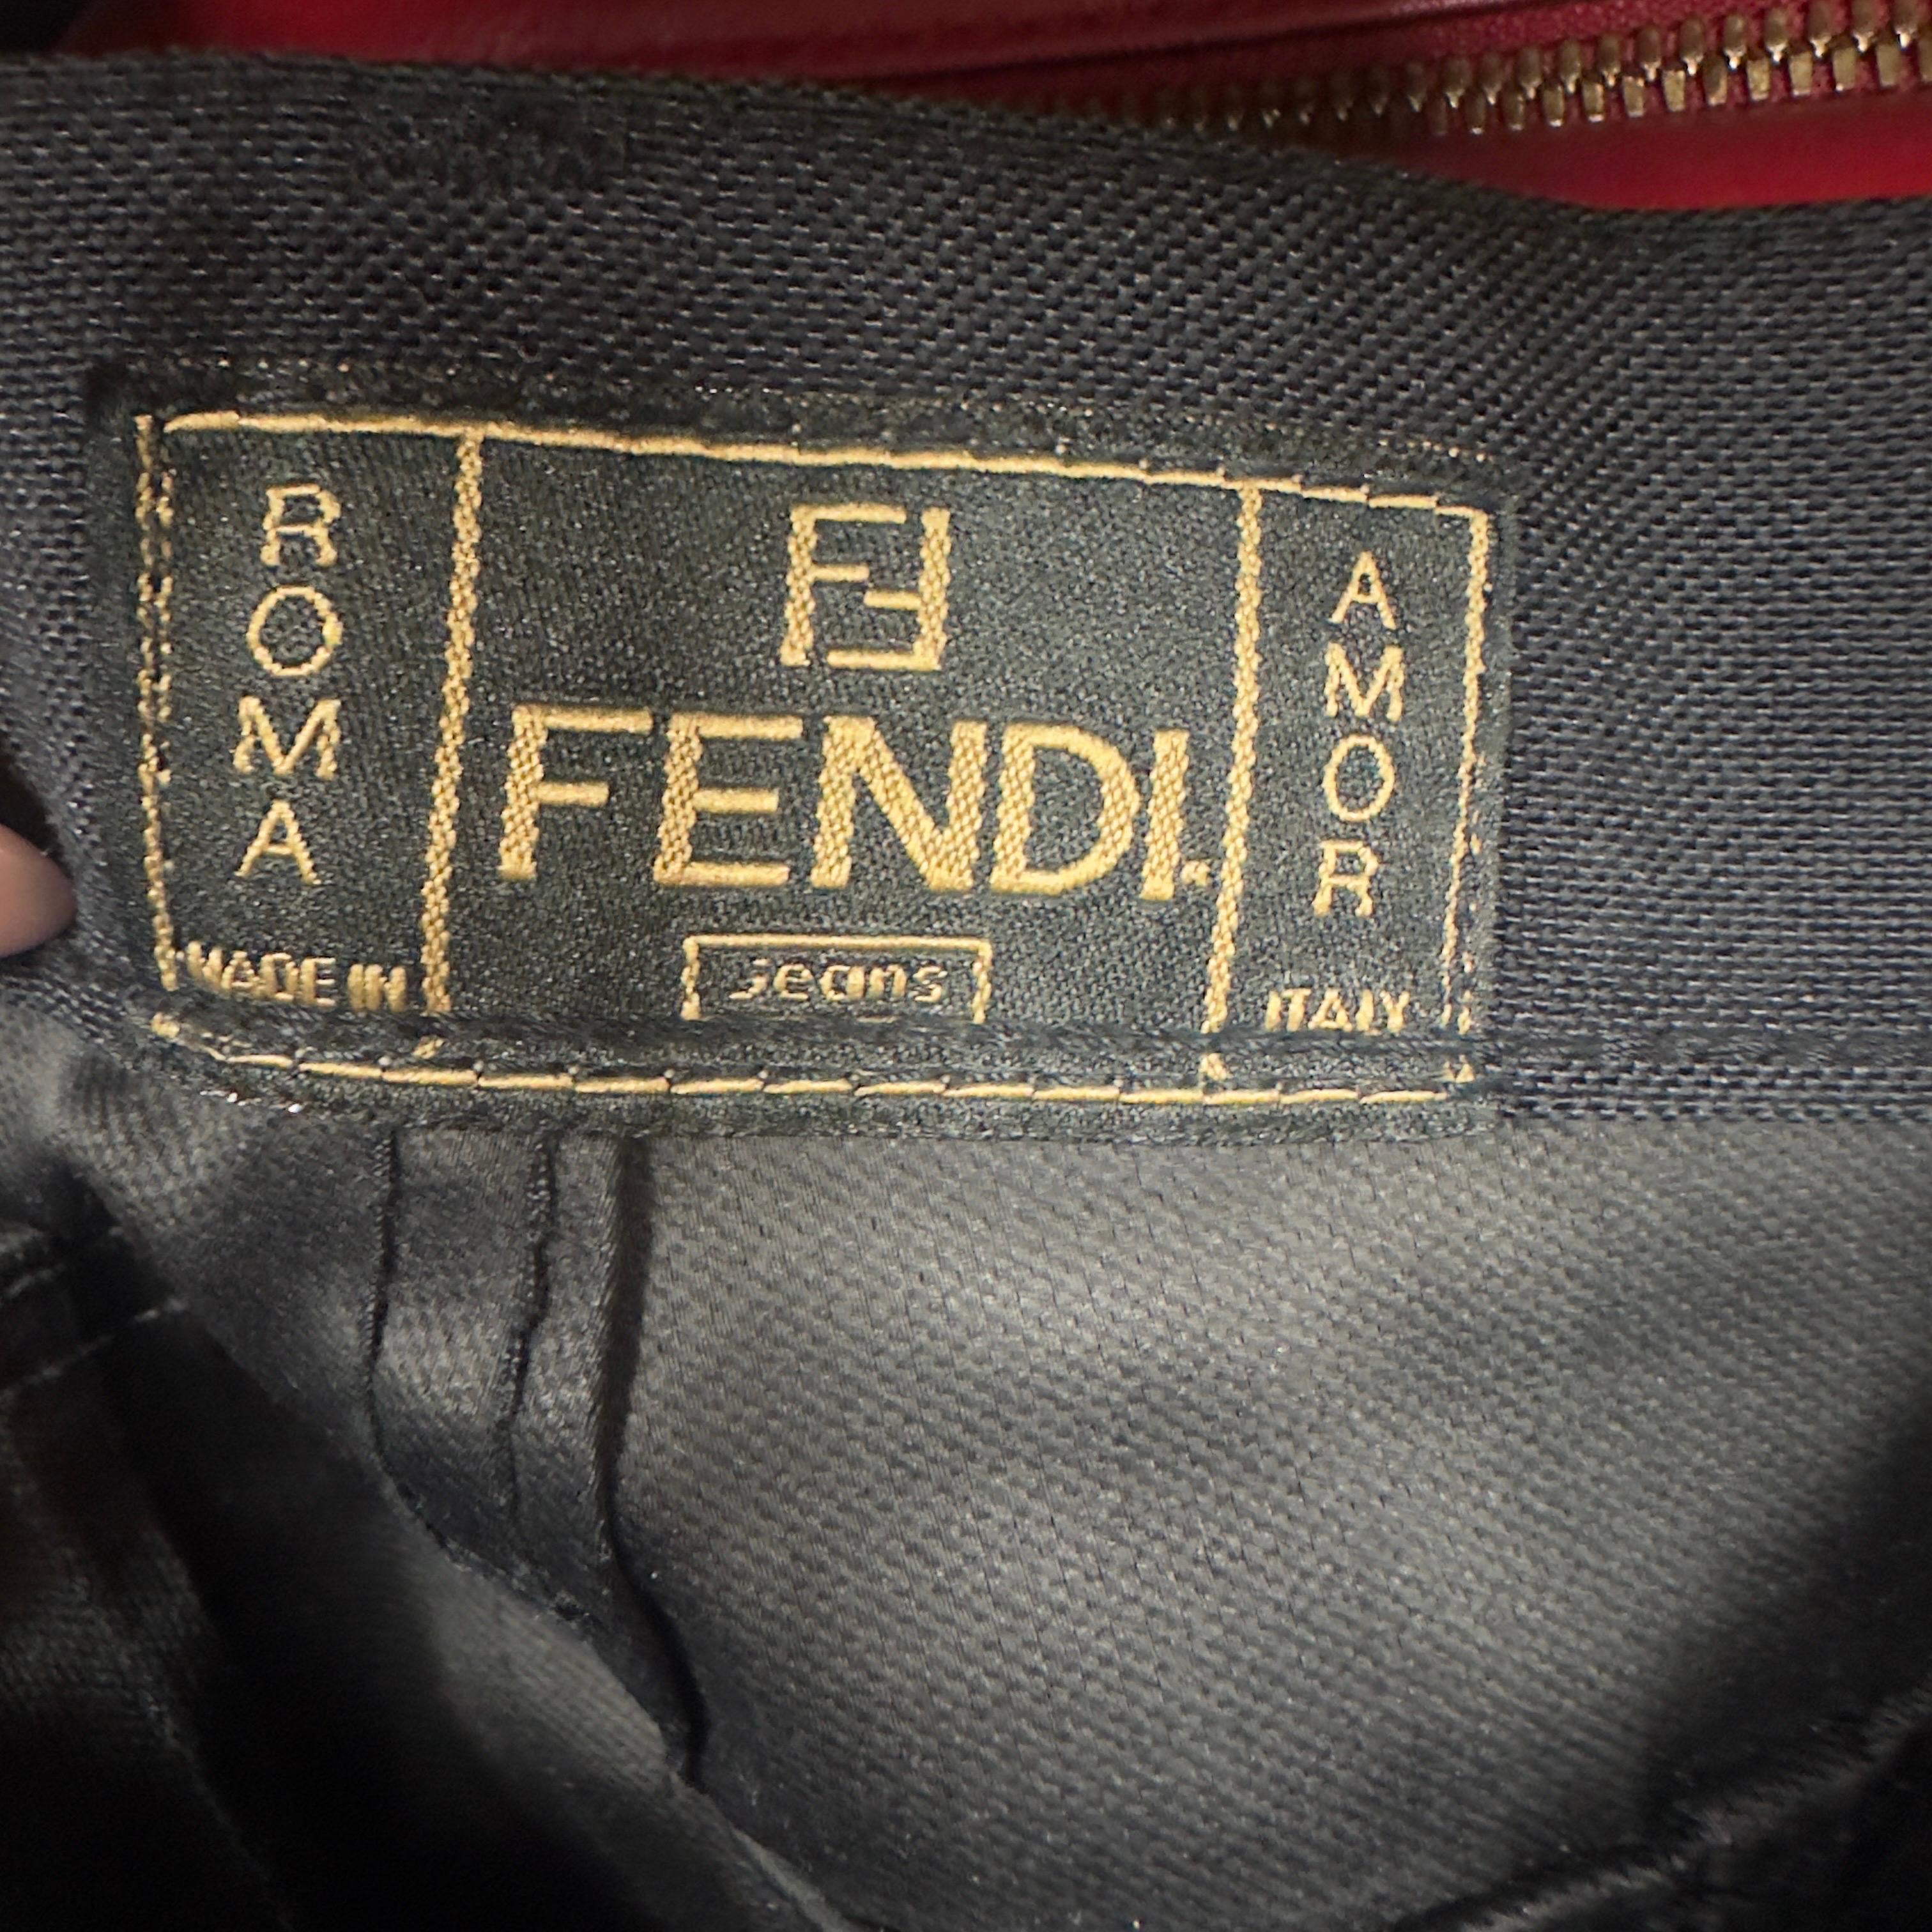 ROMA
MADE IN
FF
FENDI.
Jeans
AMOR
ITALY